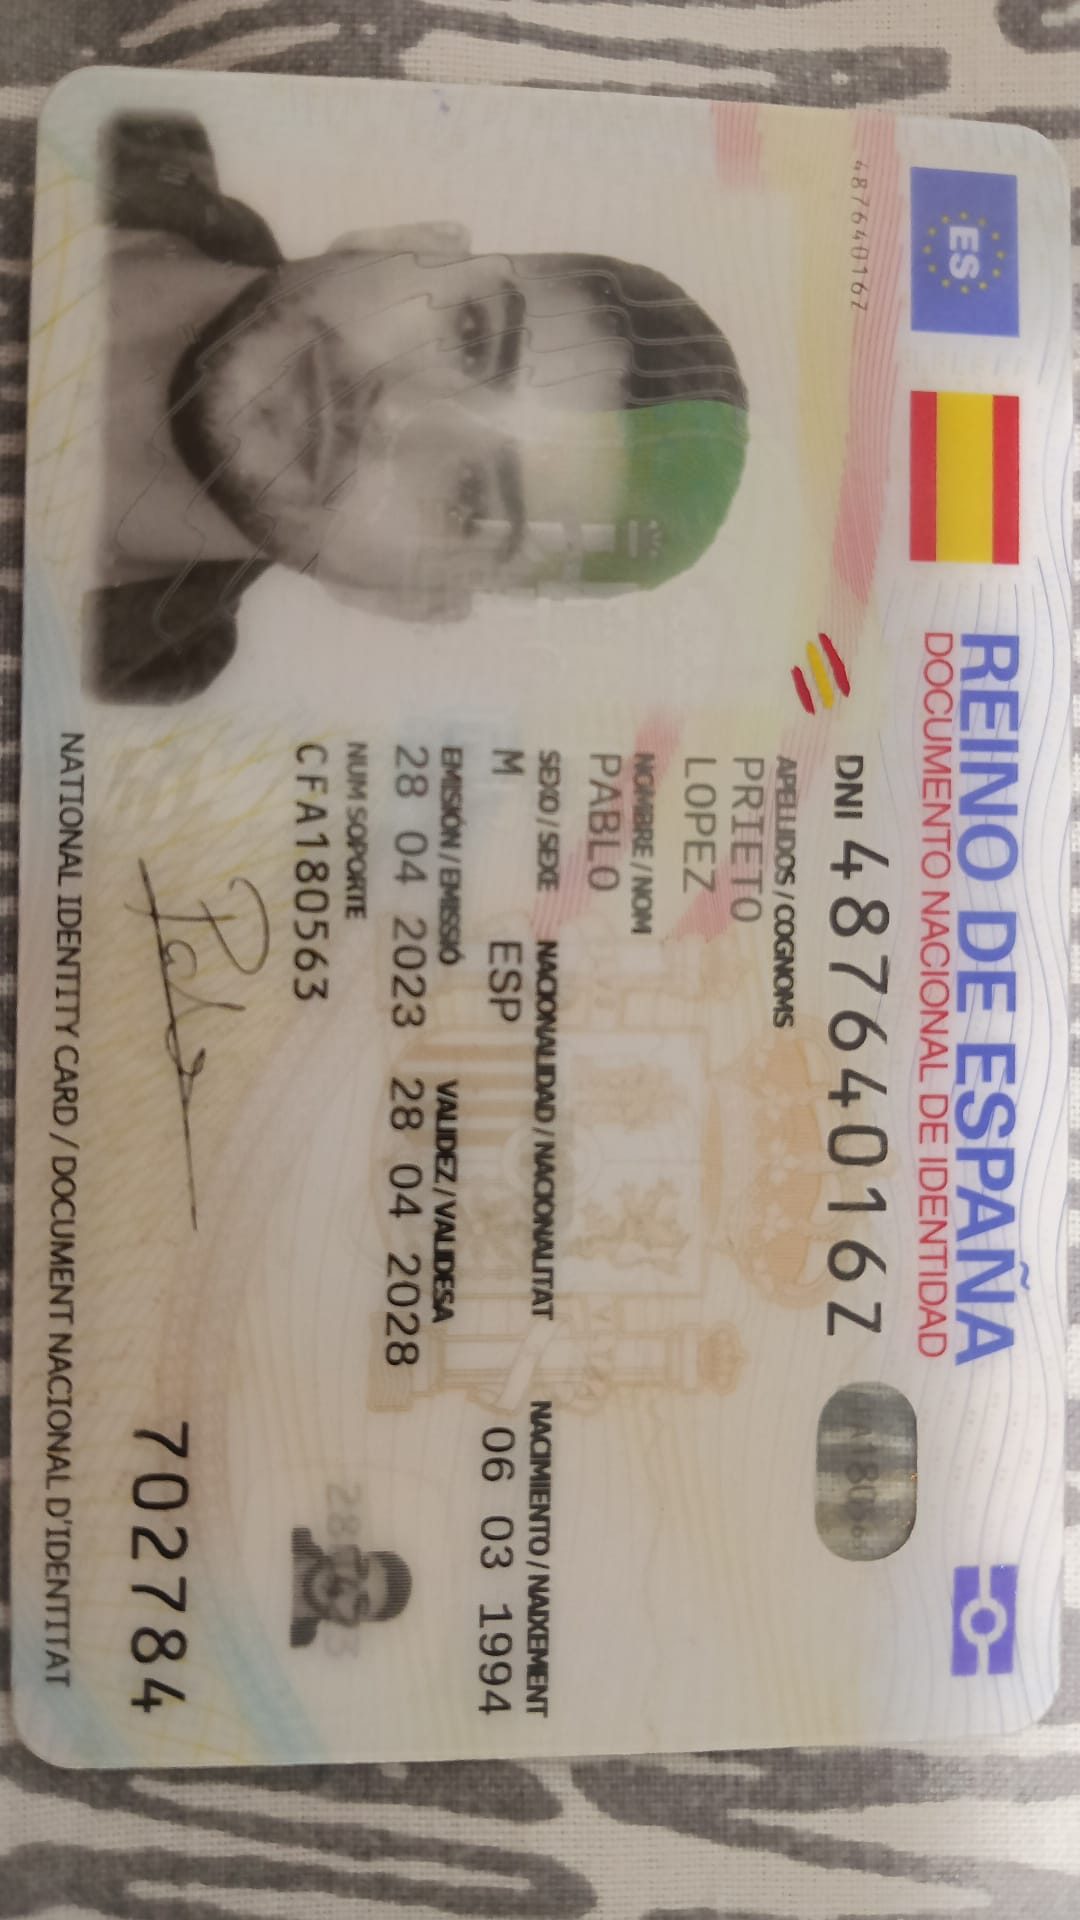 ES
REINO DE ESPAÑA
DOCUMENTO NACIONAL DE IDENTIDAD
48764016Z
DNI 48764016Z
APELLIDOS / COGNOMS
PRIETO
LOPEZ
NOMBRE / NOM
PABLO
SEXO / SEXE NACIONALIDAD / NACIONALITAT NACIMIENTO / NAIXEMENT
M ESP 06 03 1994
EMISIÓN / EMISSIÓ VALIDEZ / VALIDESA
28 04 2023 28 04 2028
NUM SOPORTE
CFA180563
702784
NATIONAL IDENTITY CARD / DOCUMENT NACIONAL D'IDENTITAT